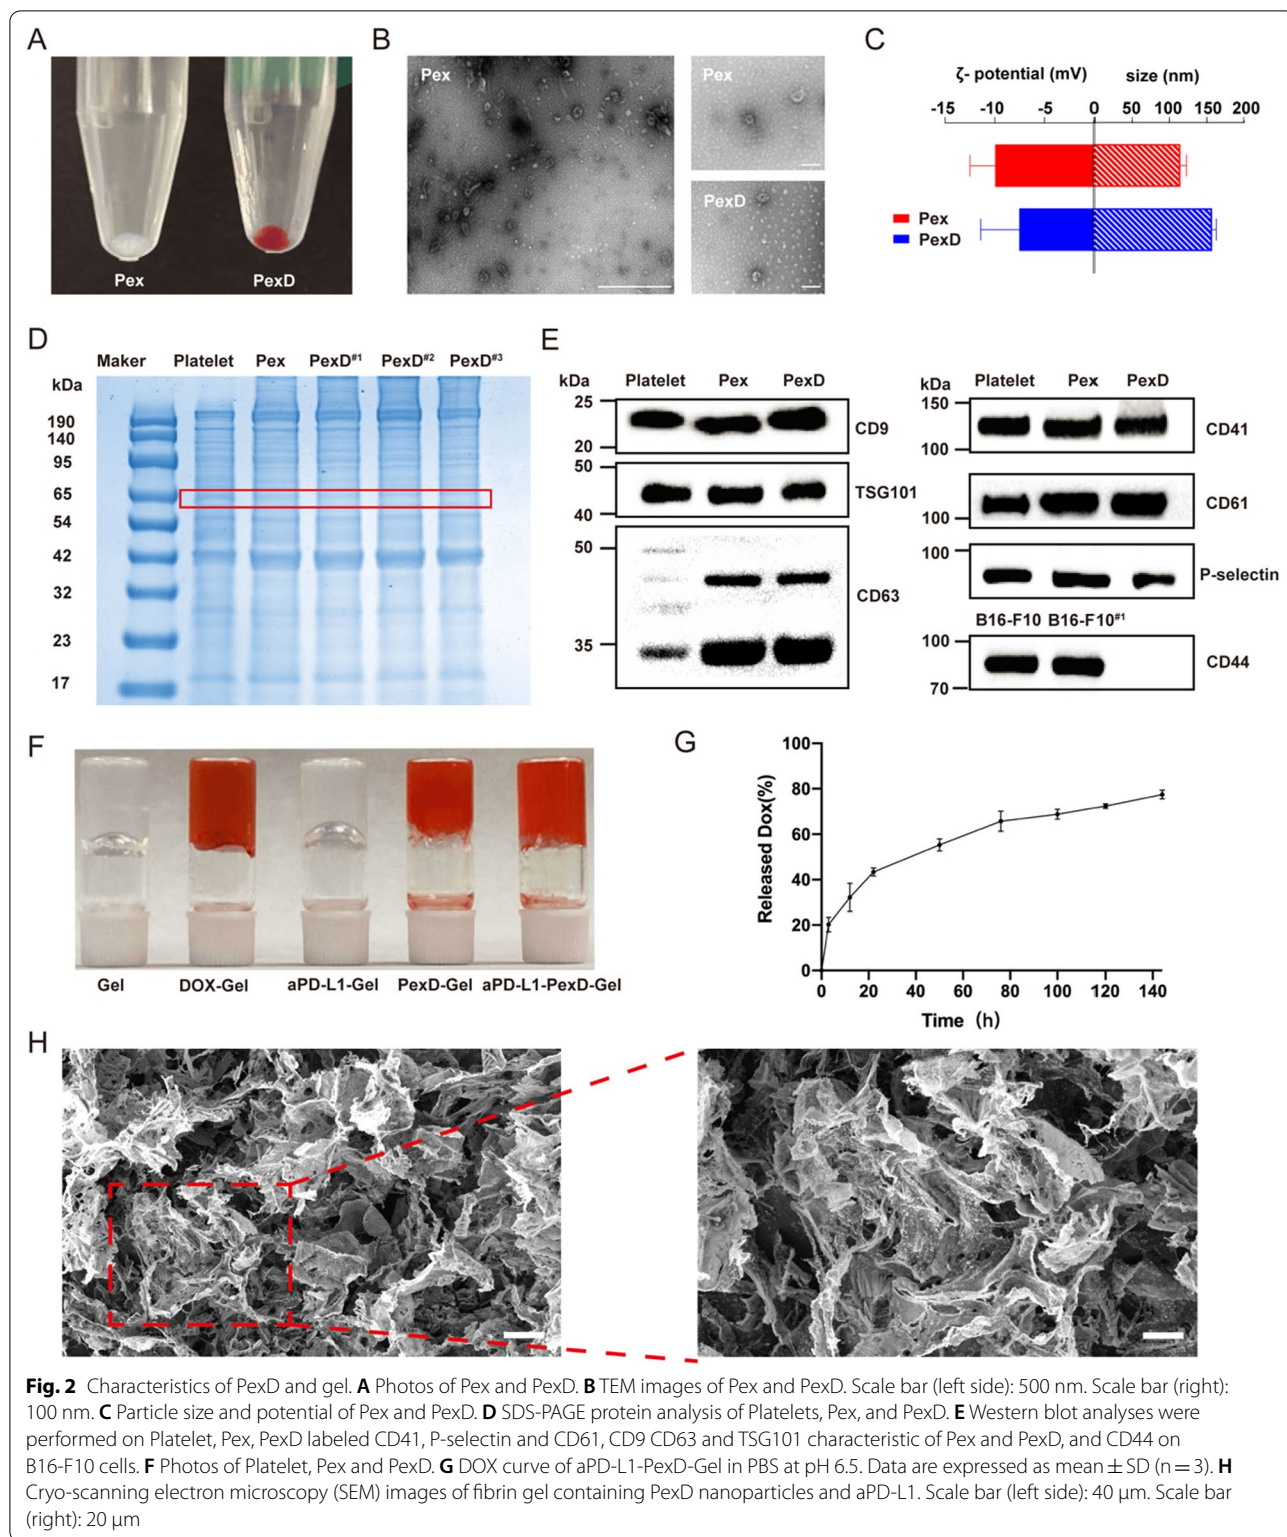 A
Pex
PexD
B
Pex
Pex
PexD
C
ζ- potential (mV)
size (nm)
-15 -10 -5 0 50 100 150 200
Pex
PexD
D
Maker Platelet Pex PexD#1 PexD#2 PexD#3
kDa
190
140
95
65
54
42
32
23
17
E
kDa Platelet Pex PexD
25
20
CD9
50
40
TSG101
50
35
CD63
kDa Platelet Pex PexD
150
100
CD41
100
CD61
100
P-selectin
B16-F10 B16-F10#1
100
70
CD44
F
Gel DOX-Gel aPD-L1-Gel PexD-Gel aPD-L1-PexD-Gel
G
Released Dox(%)
100
80
60
40
20
0
0 20 40 60 80 100 120 140
Time (h)
H
Fig. 2 Characteristics of PexD and gel. A Photos of Pex and PexD. B TEM images of Pex and PexD. Scale bar (left side): 500 nm. Scale bar (right):
100 nm. C Particle size and potential of Pex and PexD. D SDS-PAGE protein analysis of Platelets, Pex, and PexD. E Western blot analyses were
performed on Platelet, Pex, PexD labeled CD41, P-selectin and CD61, CD9 CD63 and TSG101 characteristic of Pex and PexD, and CD44 on
B16-F10 cells. F Photos of Platelet, Pex and PexD. G DOX curve of aPD-L1-PexD-Gel in PBS at pH 6.5. Data are expressed as mean ± SD (n = 3). H
Cryo-scanning electron microscopy (SEM) images of fibrin gel containing PexD nanoparticles and aPD-L1. Scale bar (left side): 40 μm. Scale bar
(right): 20 μm